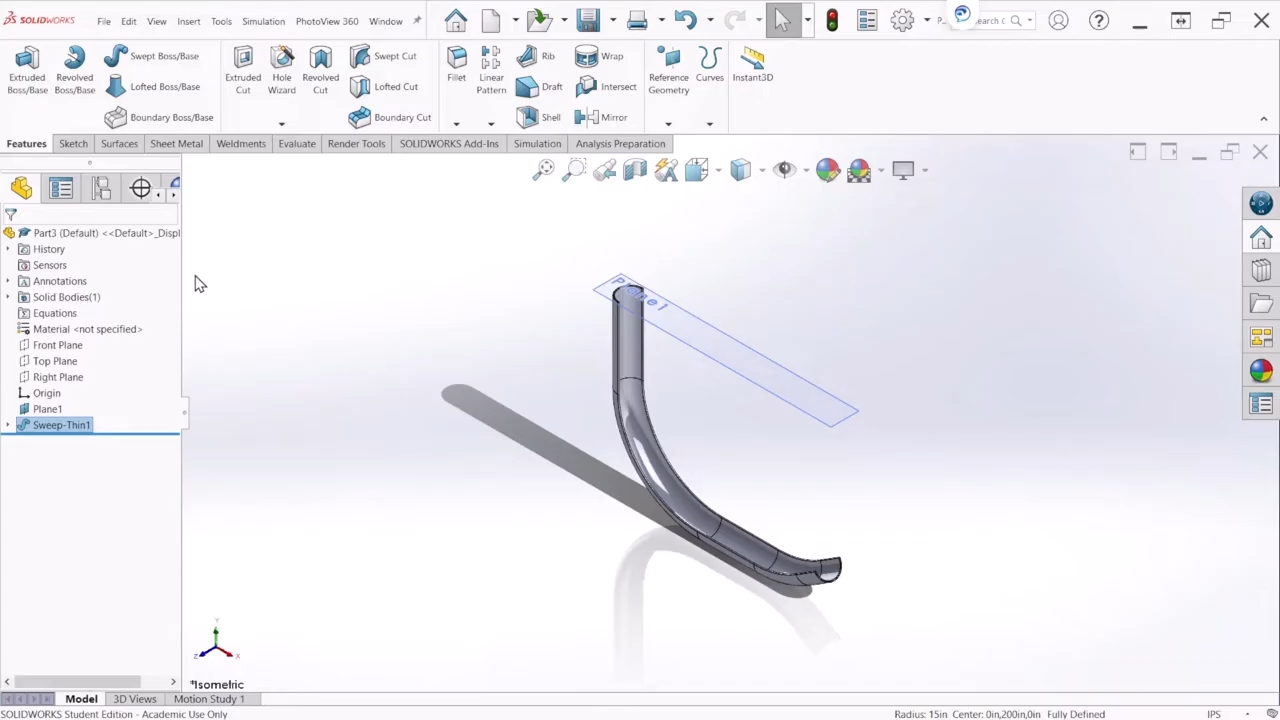 SOLIDWORKS File Edit View Insert Tools Simulation PhotoView 360 Window
Extruded Boss/Base
Revolved Boss/Base
Swept Boss/Base
Lofted Boss/Base
Boundary Boss/Base
Extruded Cut
Hole Wizard
Revolved Cut
Swept Cut
Lofted Cut
Boundary Cut
Fillet
Linear Pattern
Rib
Draft
Shell
Wrap
Intersect
Mirror
Reference Geometry
Curves
Instant3D
Features Sketch Surfaces Sheet Metal Weldments Evaluate Render Tools SOLIDWORKS Add-Ins Simulation Analysis Preparation
Part3 (Default) <<Default>_Displ
History
Sensors
Annotations
Solid Bodies(1)
Equations
Material <not specified>
Front Plane
Top Plane
Right Plane
Origin
Plane1
Sweep-Thin1
Plane1
Y
Z X
*Isometric
Model 3D Views Motion Study 1
SOLIDWORKS Student Edition - Academic Use Only Radius: 15in Center: 0in,200in,0in Fully Defined IPS